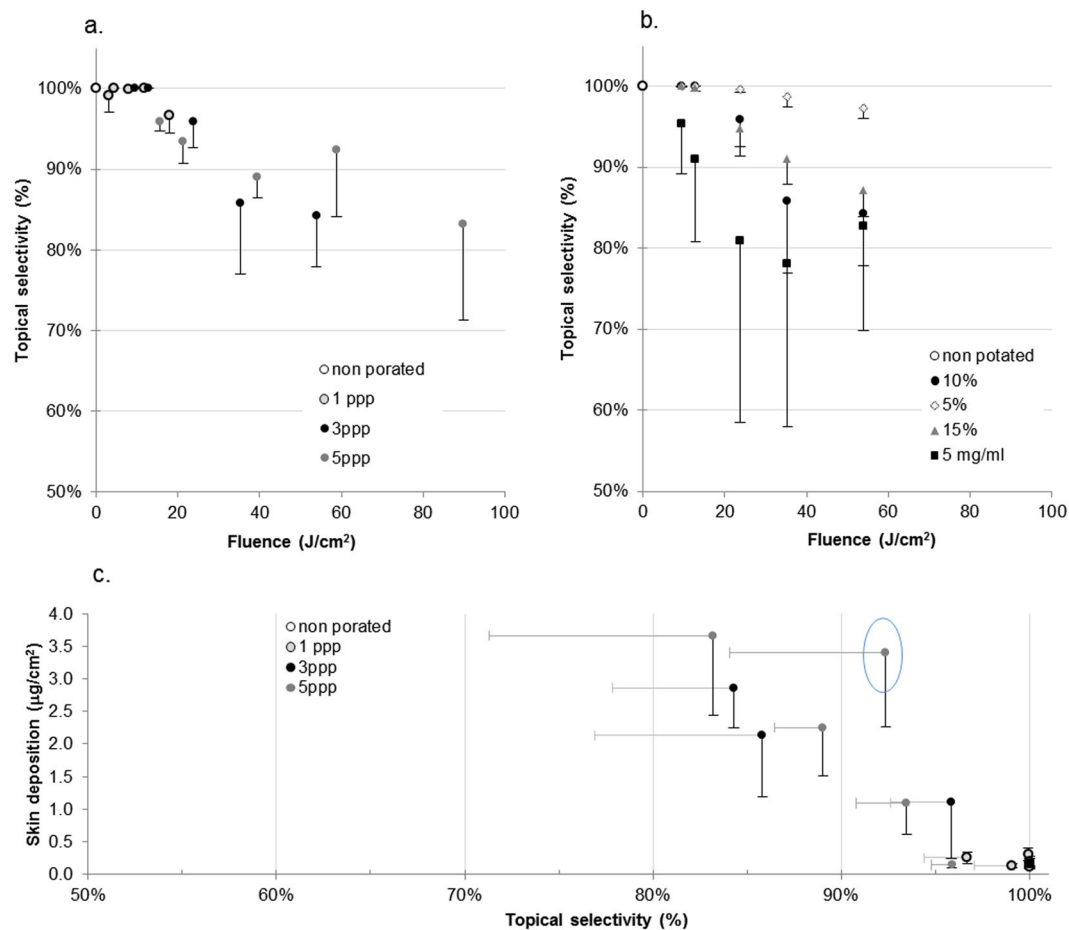 a.
Topical selectivity (%)
100%
90%
80%
70%
60%
50%
non porated
1 ppp
3ppp
5ppp
0 20 40 60 80 100
Fluence (J/cm²)
b.
Topical selectivity (%)
100%
90%
80%
70%
60%
50%
non potated
10%
5%
15%
5 mg/ml
0 20 40 60 80 100
Fluence (J/cm²)
c.
Skin deposition (µg/cm²)
4.0
3.5
3.0
2.5
2.0
1.5
1.0
0.5
0.0
non porated
1 ppp
3ppp
5ppp
50% 60% 70% 80% 90% 100%
Topical selectivity (%)